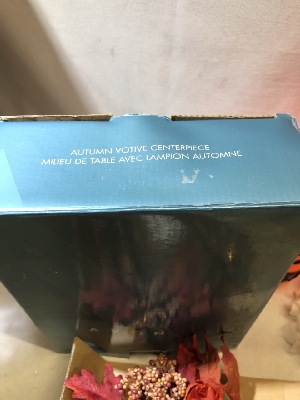 AUTUMN VOTIVE CENTERPIECE
MILIEU DE TABLE AVEC LAMPION AUTOMNE